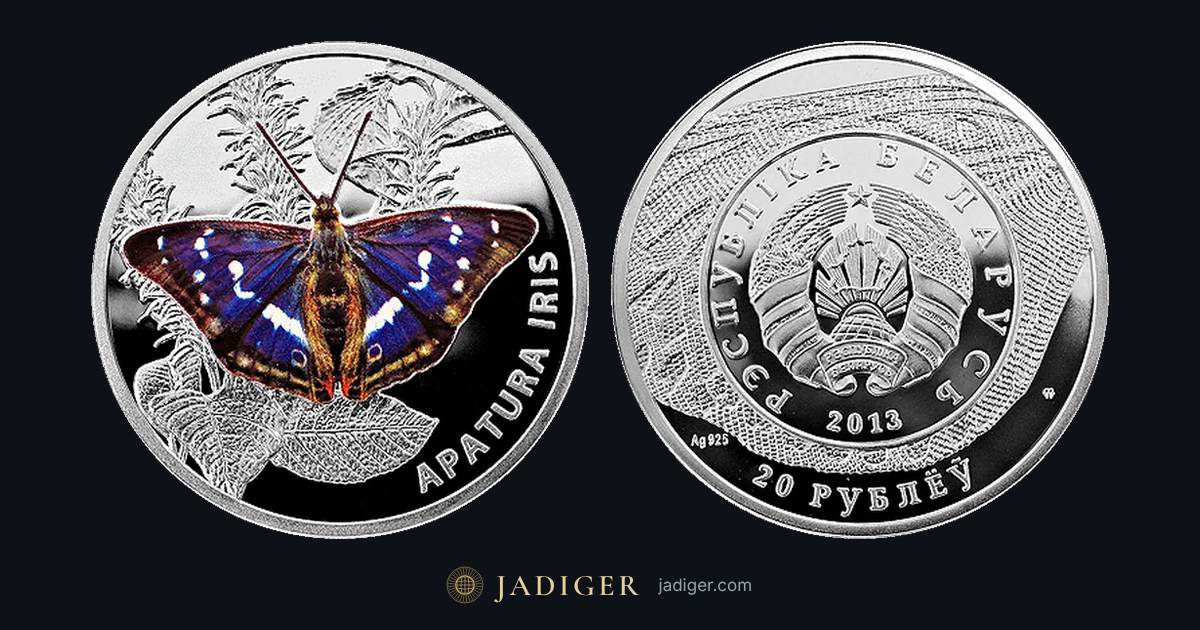 APATURA IRIS
РЭСПУБЛІКА БЕЛАРУСЬ
2013
Ag 925
20 РУБЛЁЎ
JADIGER jadiger.com